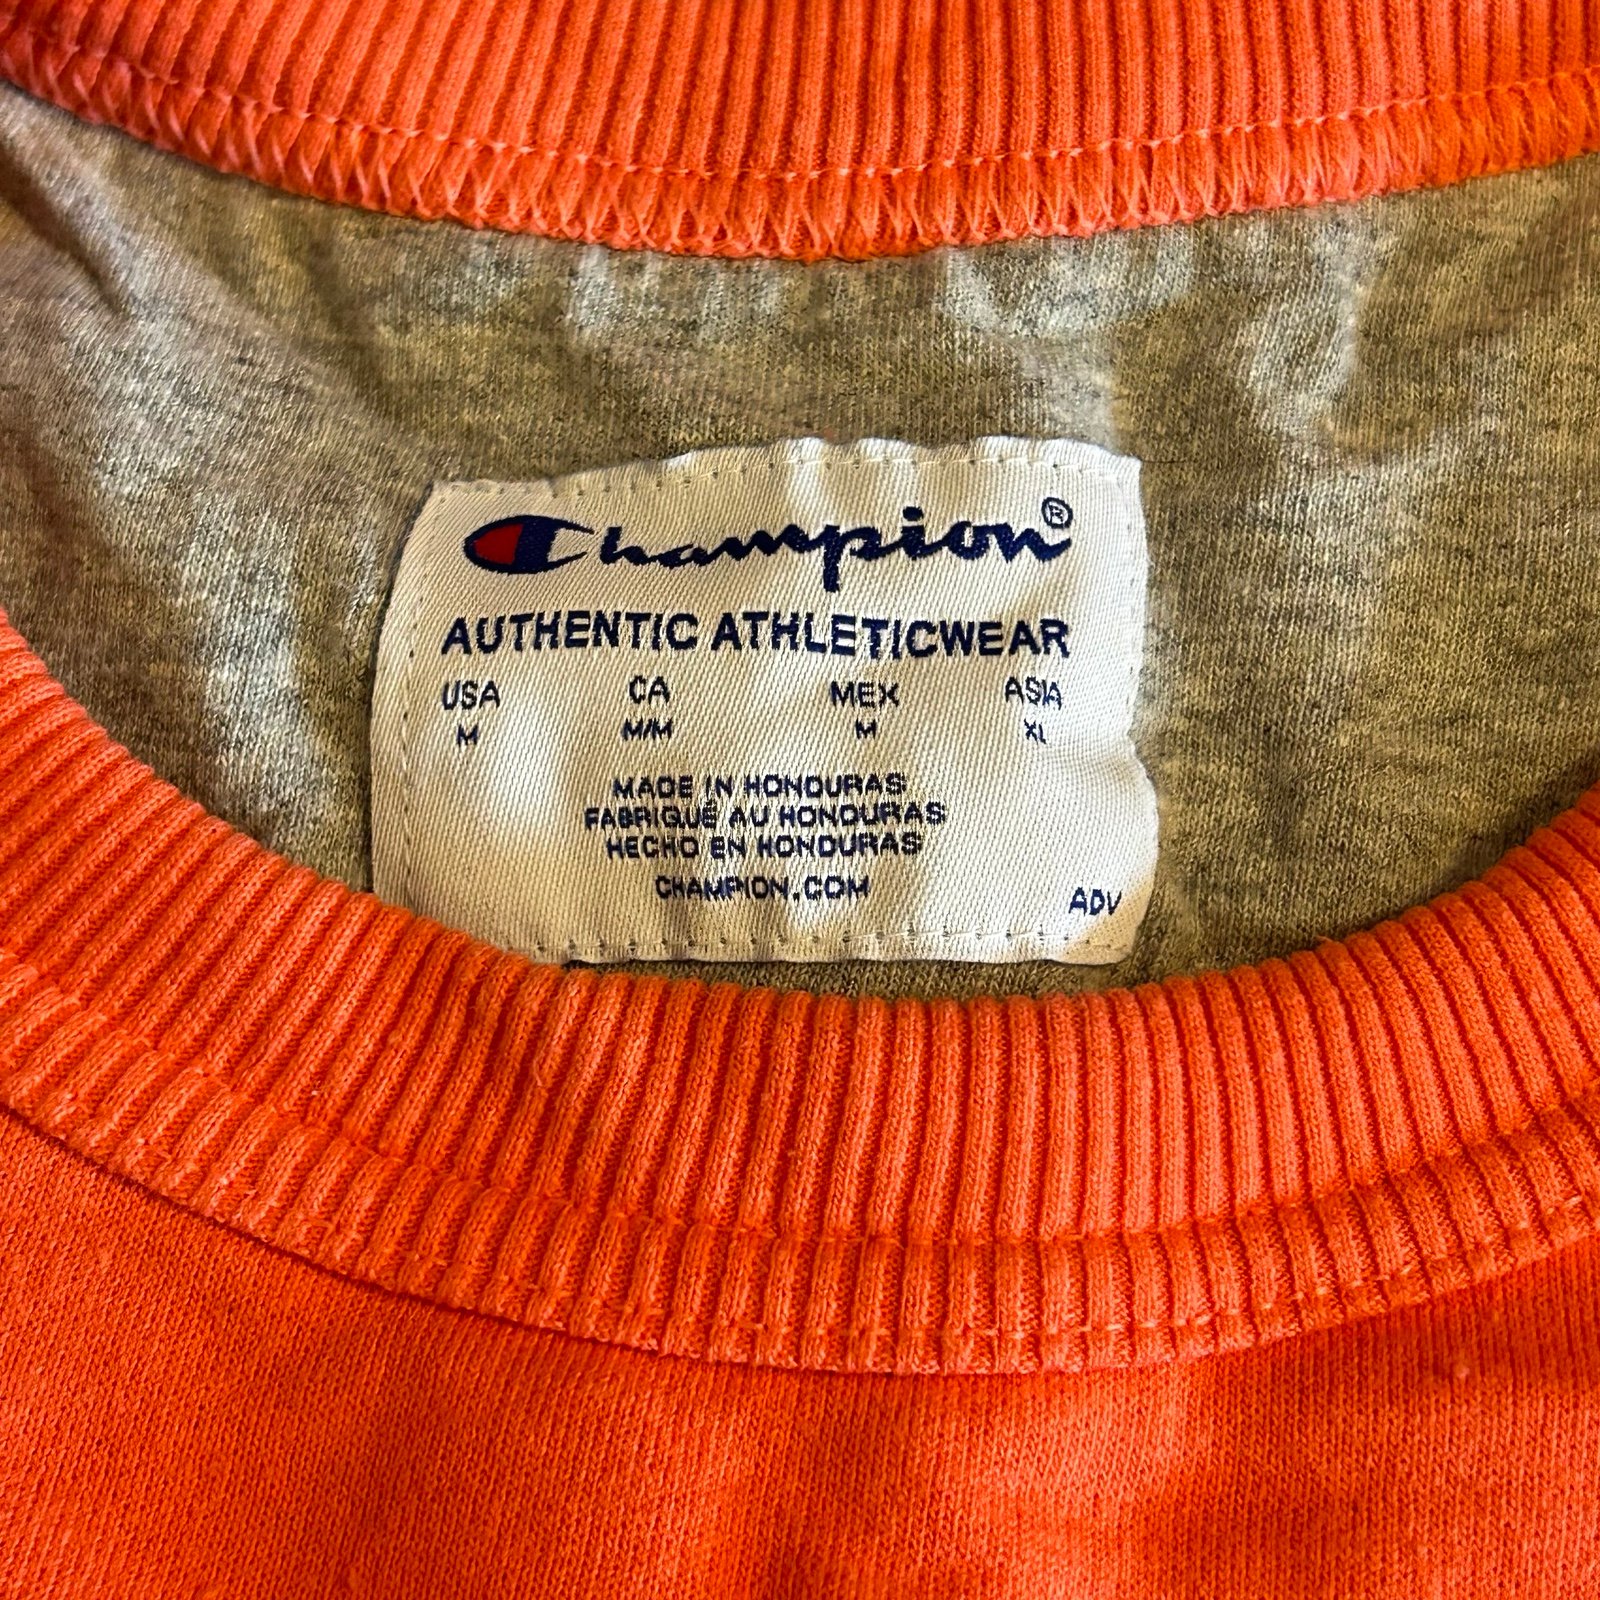 Champion®
AUTHENTIC ATHLETICWEAR
USA CA MEX ASIA
M M/M M XL
MADE IN HONDURAS
FABRIQUÉ AU HONDURAS
HECHO EN HONDURAS
CHAMPION.COM
ADV